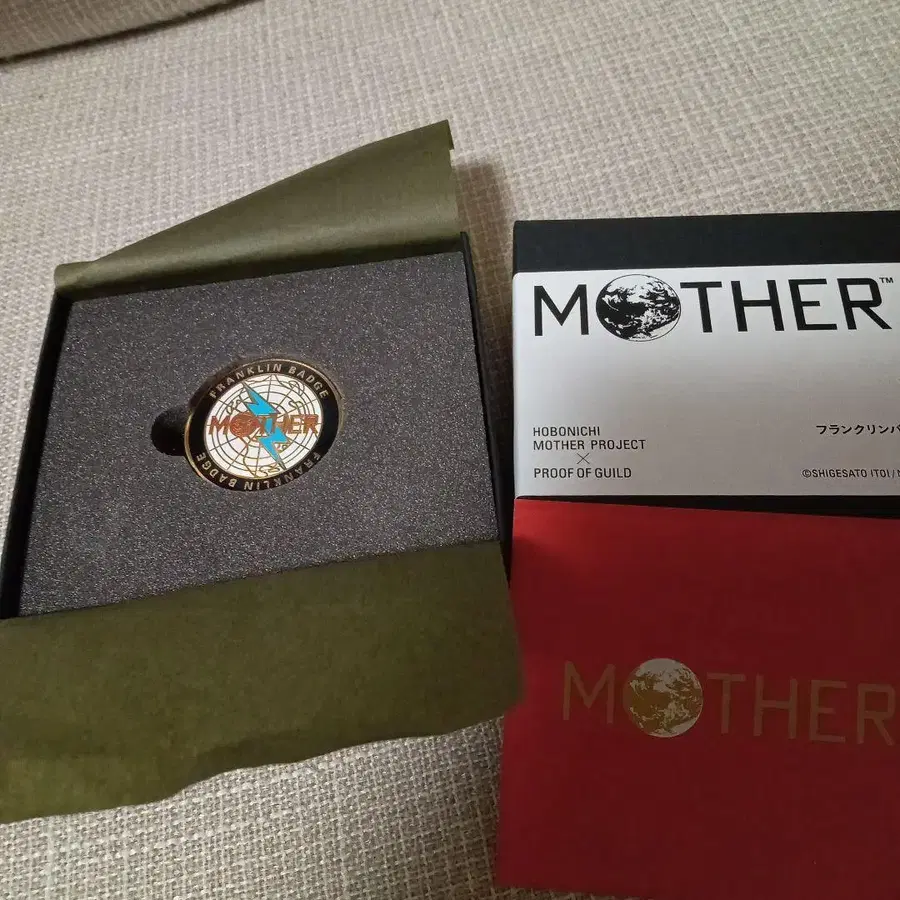 FRANKLIN BADGE
MOTHER
FRANKLIN BADGE
MOTHER™
HOBONICHI
MOTHER PROJECT
×
PROOF OF GUILD
フランクリンバ
©SHIGESATO ITOI /
MOTHER